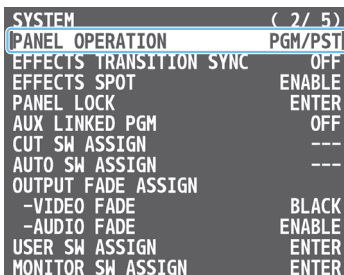 SYSTEM ( 2/ 5)
PANEL OPERATION PGM/PST
EFFECTS TRANSITION SYNC OFF
EFFECTS SPOT ENABLE
PANEL LOCK ENTER
AUX LINKED PGM OFF
CUT SW ASSIGN ---
AUTO SW ASSIGN ---
OUTPUT FADE ASSIGN
-VIDEO FADE BLACK
-AUDIO FADE ENABLE
USER SW ASSIGN ENTER
MONITOR SW ASSIGN ENTER